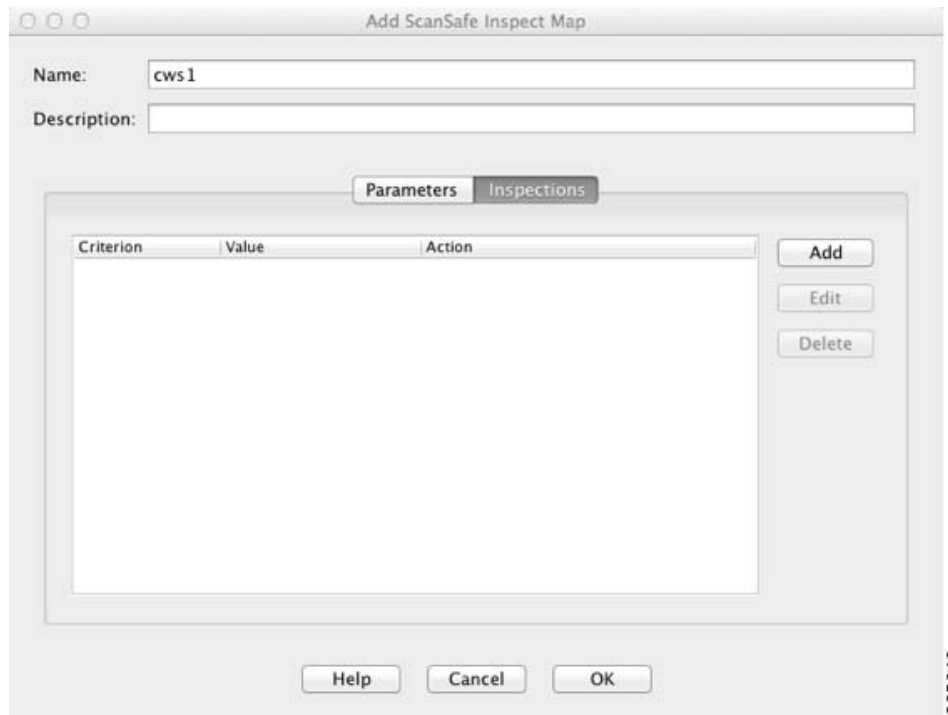 Add ScanSafe Inspect Map
Name: cws1
Description:
Parameters Inspections
Criterion Value Action
Add
Edit
Delete
Help Cancel OK